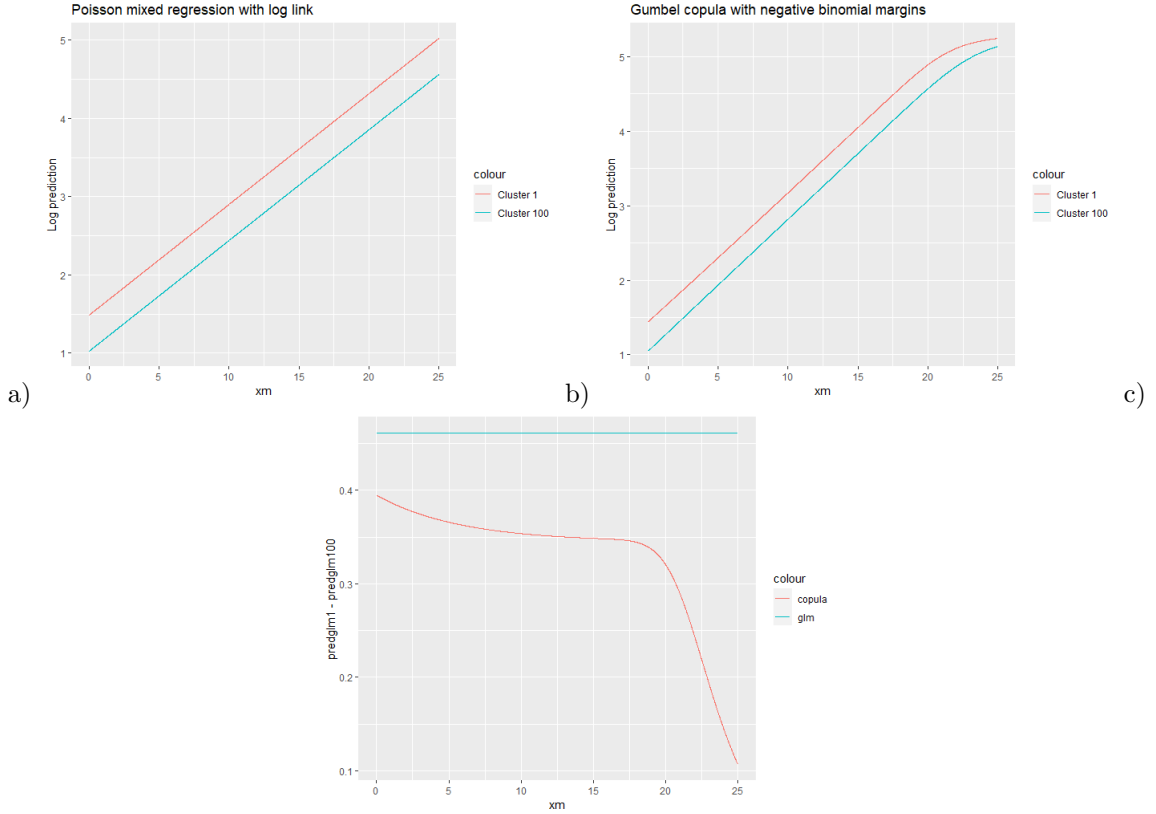 Poisson mixed regression with log link
5
4
3
2
1
Log prediction
0 5 10 15 20 25
xm
colour
Cluster 1
Cluster 100
a)
Gumbel copula with negative binomial margins
5
4
3
2
1
Log prediction
0 5 10 15 20 25
xm
colour
Cluster 1
Cluster 100
b)
c)
0.4
0.3
0.2
0.1
predglm1 - predglm100
0 5 10 15 20 25
xm
colour
copula
glm